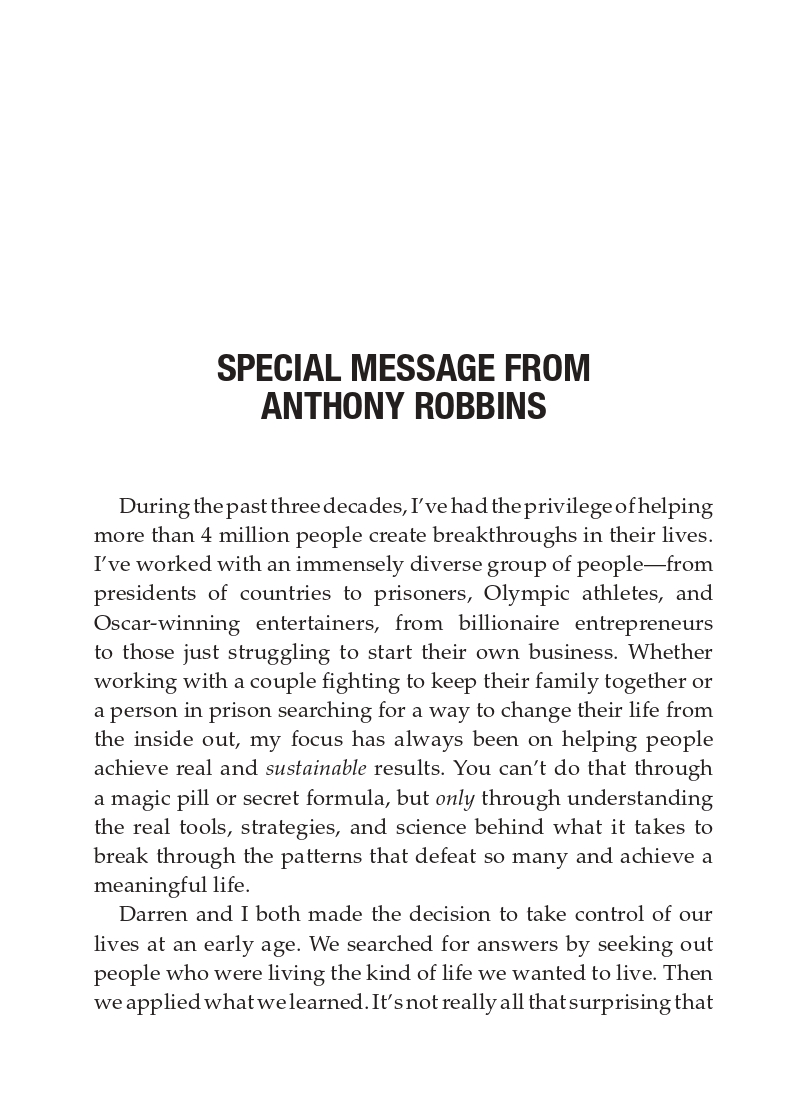 SPECIAL MESSAGE FROM
ANTHONY ROBBINS
During the past three decades, I’ve had the privilege of helping
more than 4 million people create breakthroughs in their lives.
I’ve worked with an immensely diverse group of people—from
presidents of countries to prisoners, Olympic athletes, and
Oscar-winning entertainers, from billionaire entrepreneurs
to those just struggling to start their own business. Whether
working with a couple fighting to keep their family together or
a person in prison searching for a way to change their life from
the inside out, my focus has always been on helping people
achieve real and sustainable results. You can’t do that through
a magic pill or secret formula, but only through understanding
the real tools, strategies, and science behind what it takes to
break through the patterns that defeat so many and achieve a
meaningful life.
Darren and I both made the decision to take control of our
lives at an early age. We searched for answers by seeking out
people who were living the kind of life we wanted to live. Then
we applied what we learned. It’s not really all that surprising that